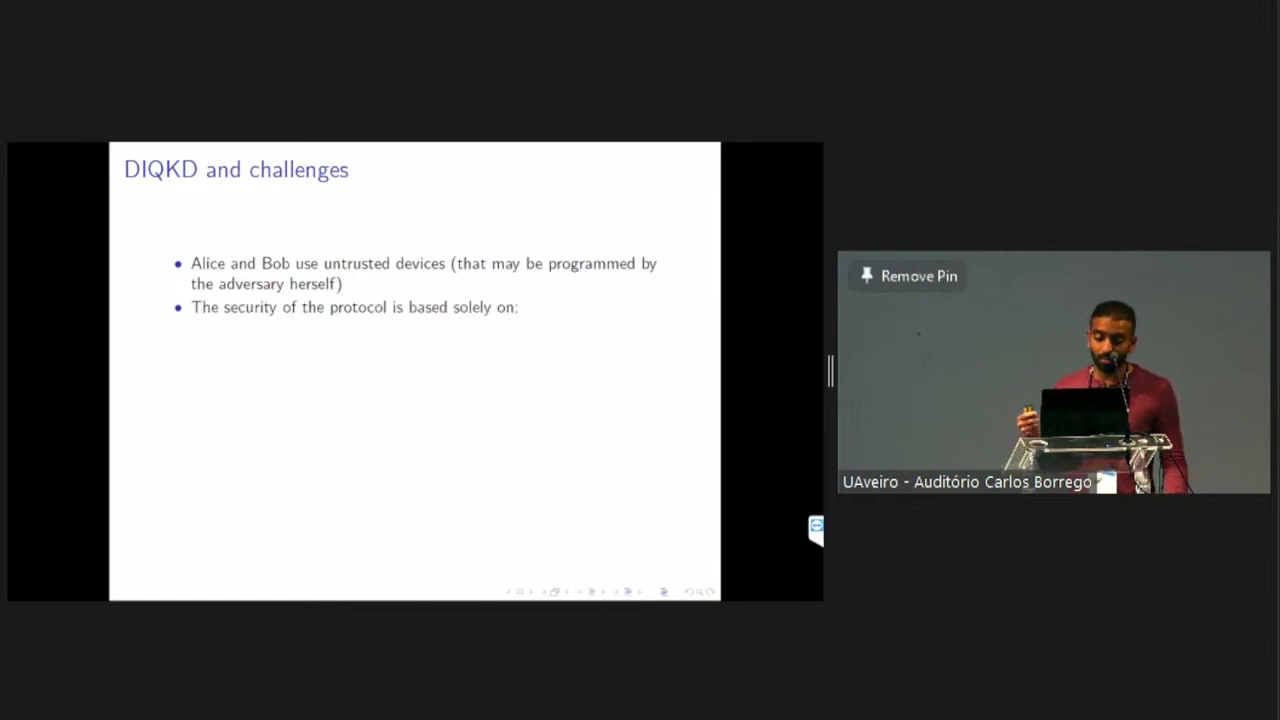 DIQKD and challenges
• Alice and Bob use untrusted devices (that may be programmed by
the adversary herself)
• The security of the protocol is based solely on:
Remove Pin
UAveiro - Auditório Carlos Borrego